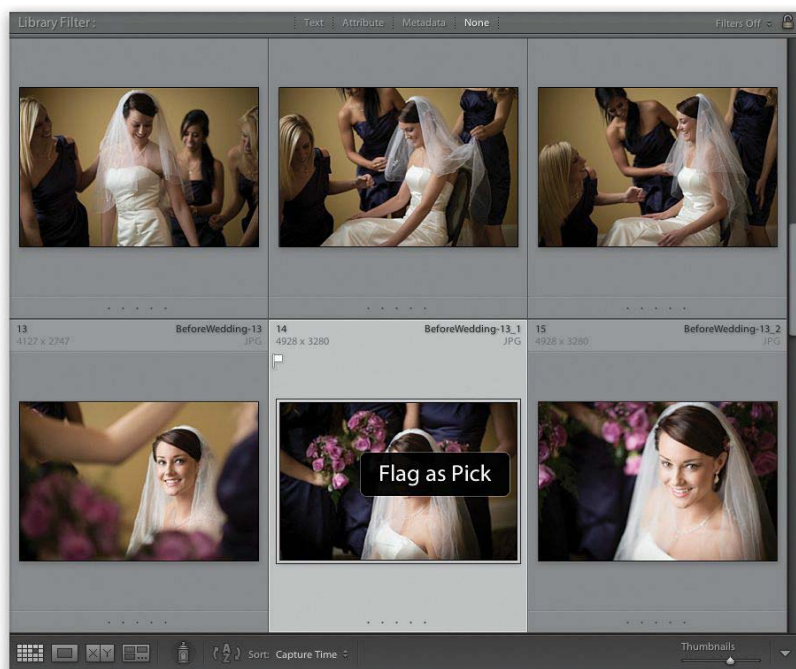 Library Filter : Text Attribute Metadata None Filters Off
13 BeforeWedding-13
4127 x 2747 JPG
14 BeforeWedding-13_1
4928 x 3280 JPG
15 BeforeWedding-13_2
4928 x 3280 JPG
Flag as Pick
XY A Z Sort: Capture Time Thumbnails